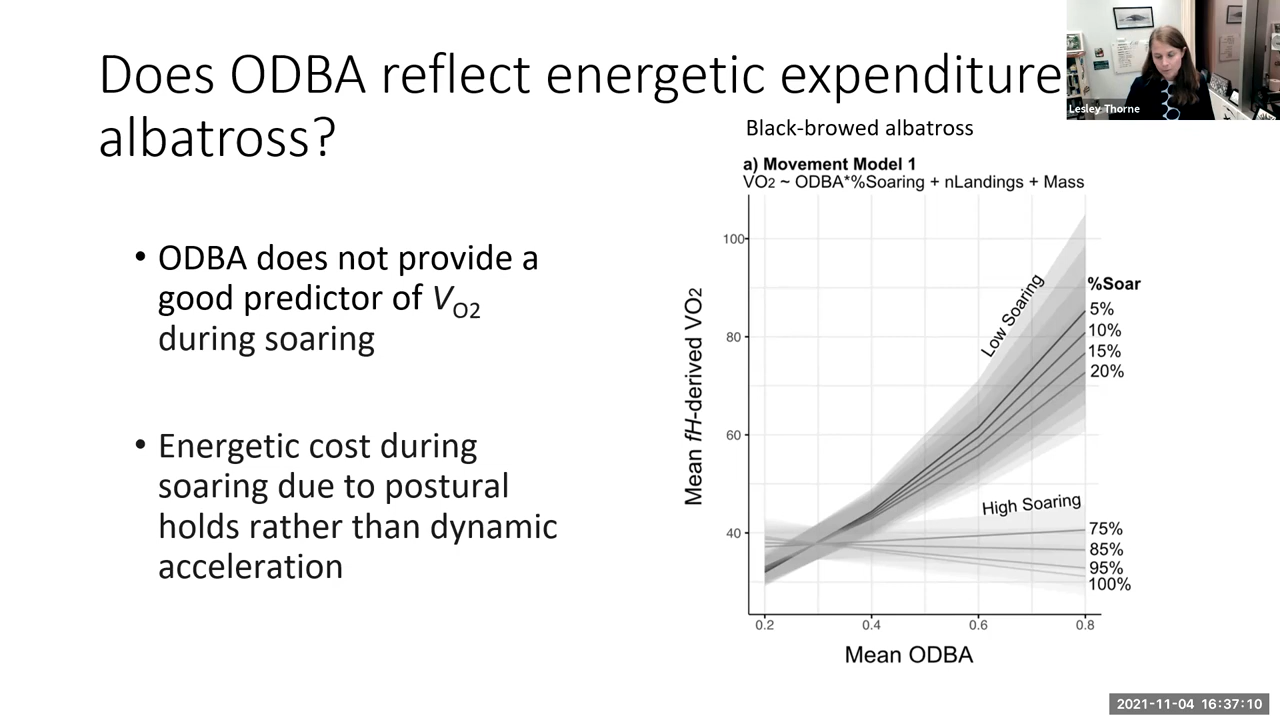 Does ODBA reflect energetic expenditure
albatross?
Lesley Thorne
• ODBA does not provide a
good predictor of VO2
during soaring
• Energetic cost during
soaring due to postural
holds rather than dynamic
acceleration
Black-browed albatross
a) Movement Model 1
VO2 ~ ODBA*%Soaring + nLandings + Mass
Mean fH-derived VO2
100
80
60
40
Low Soaring
High Soaring
%Soar
5%
10%
15%
20%
75%
85%
95%
100%
0.2 0.4 0.6 0.8
Mean ODBA
2021-11-04 16:37:10